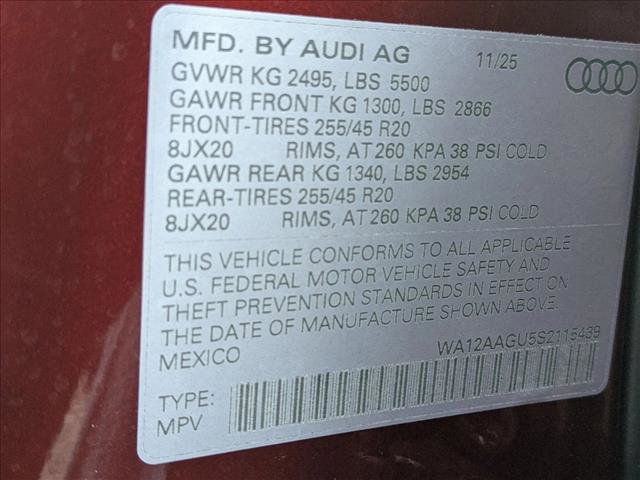 MFD. BY AUDI AG 11/25
GVWR KG 2495, LBS 5500
GAWR FRONT KG 1300, LBS 2866
FRONT-TIRES 255/45 R20
8JX20 RIMS, AT 260 KPA 38 PSI COLD
GAWR REAR KG 1340, LBS 2954
REAR-TIRES 255/45 R20
8JX20 RIMS, AT 260 KPA 38 PSI COLD
THIS VEHICLE CONFORMS TO ALL APPLICABLE
U.S. FEDERAL MOTOR VEHICLE SAFETY AND
THEFT PREVENTION STANDARDS IN EFFECT ON
THE DATE OF MANUFACTURE SHOWN ABOVE.
MEXICO WA12AAGU5S2115439
TYPE:
MPV